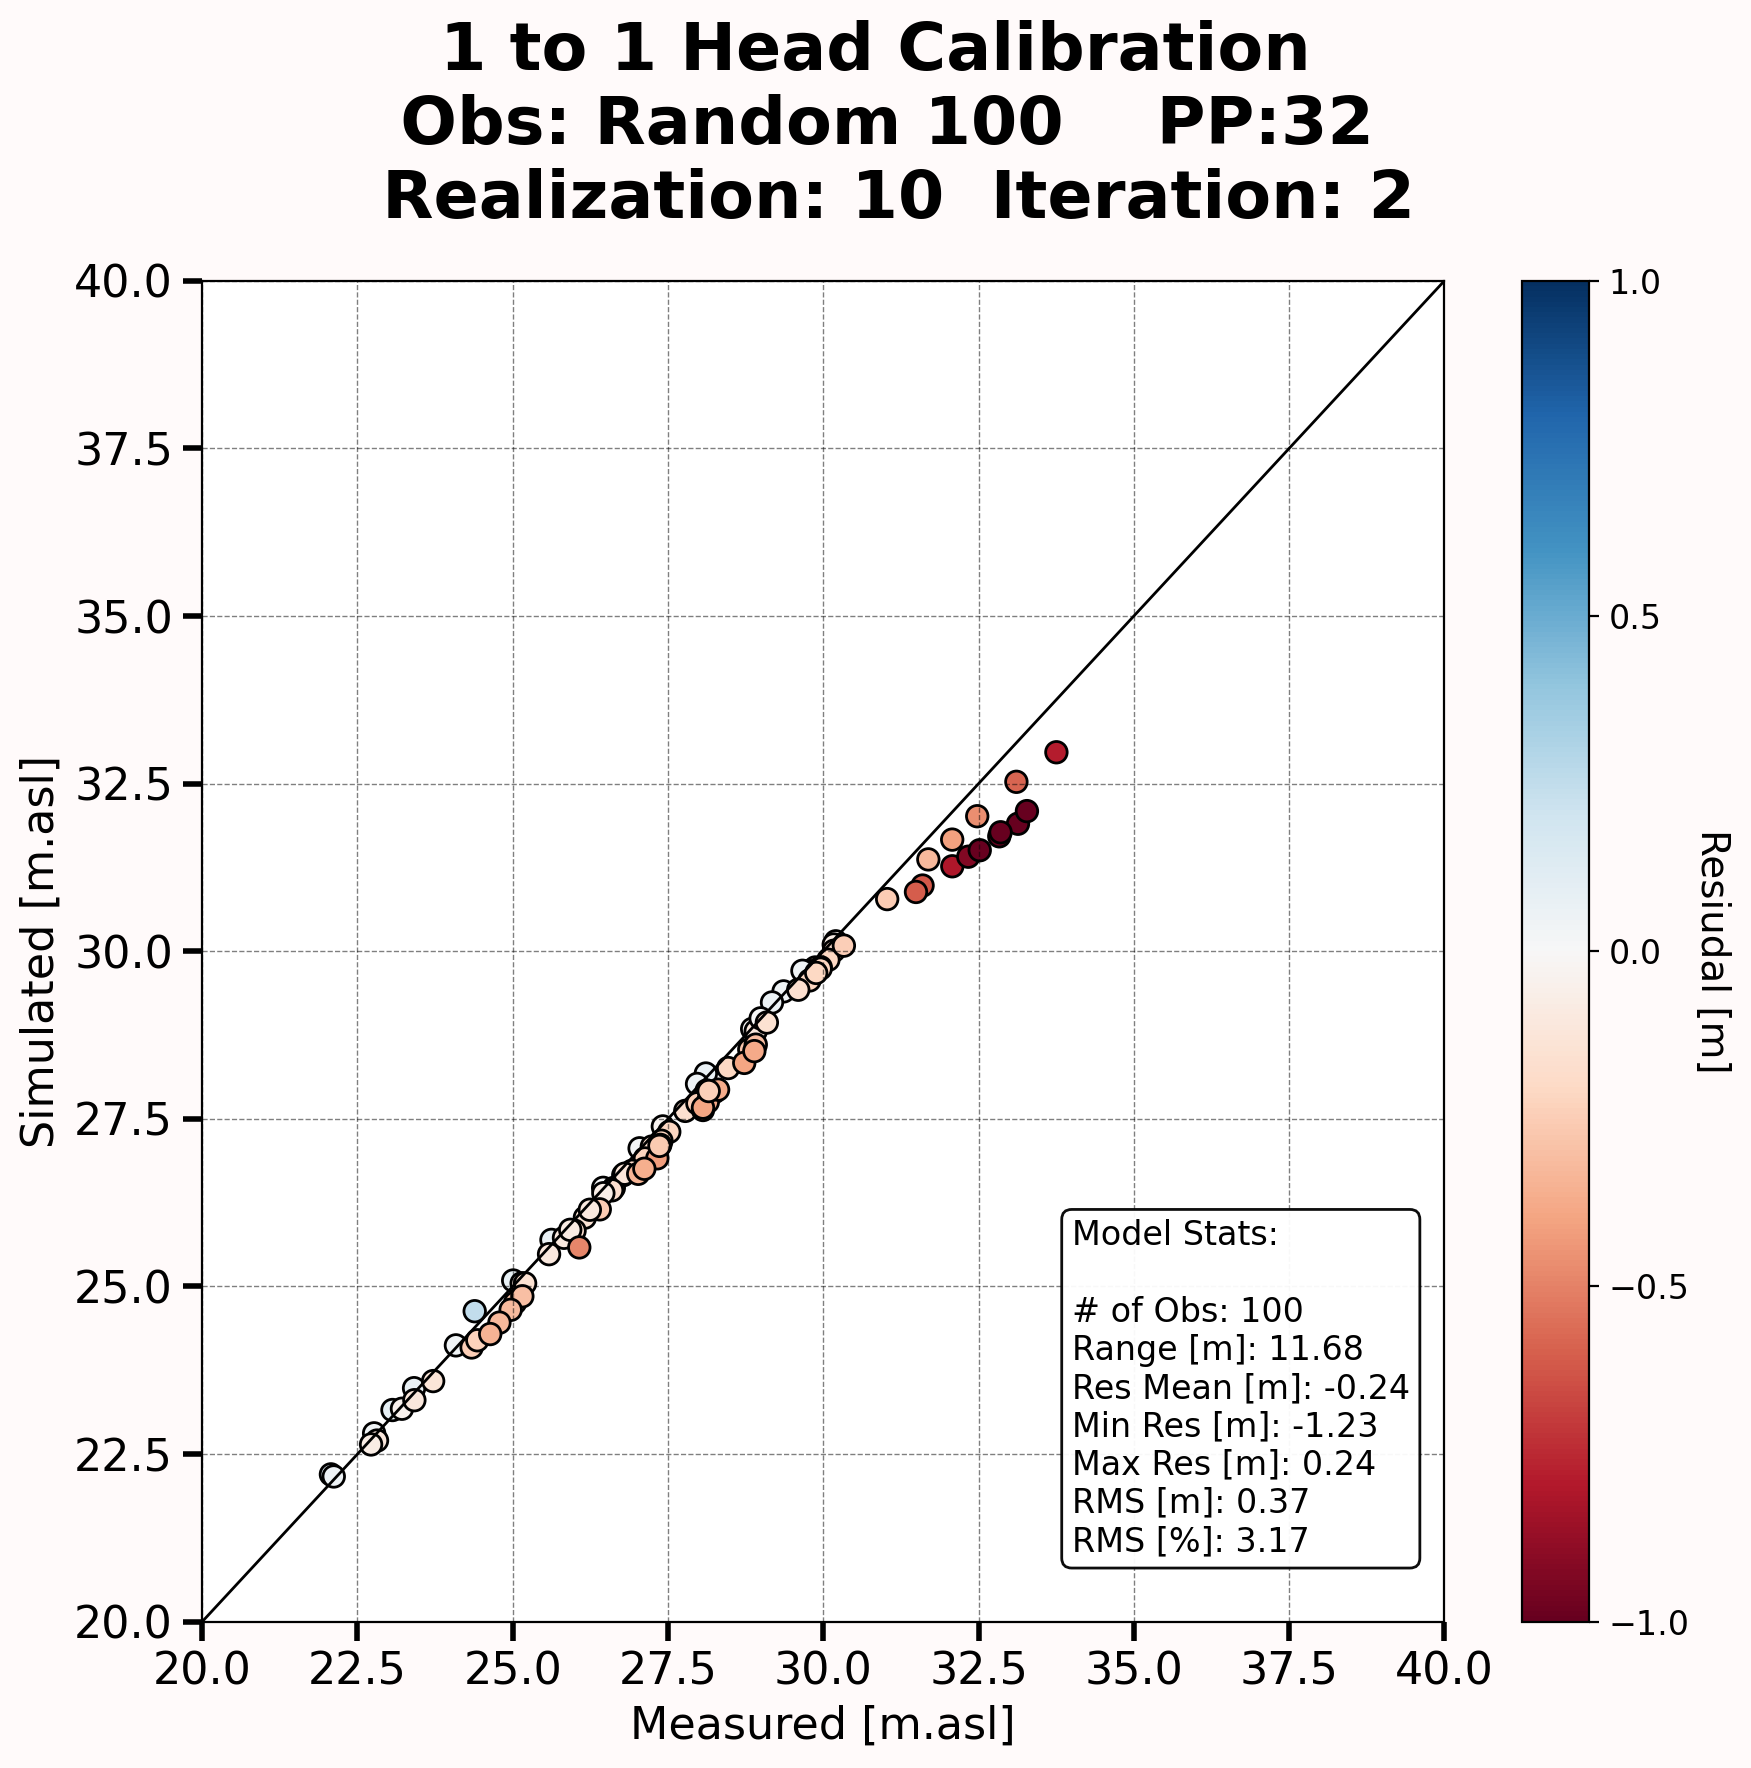 1 to 1 Head Calibration
Obs: Random 100    PP:32
Realization: 10  Iteration: 2
40.0
37.5
35.0
32.5
30.0
27.5
25.0
22.5
20.0
Simulated [m.asl]
20.0 22.5 25.0 27.5 30.0 32.5 35.0 37.5 40.0
Measured [m.asl]
Model Stats:
# of Obs: 100
Range [m]: 11.68
Res Mean [m]: -0.24
Min Res [m]: -1.23
Max Res [m]: 0.24
RMS [m]: 0.37
RMS [%]: 3.17
1.0
0.5
0.0
−0.5
−1.0
Resiudal [m]